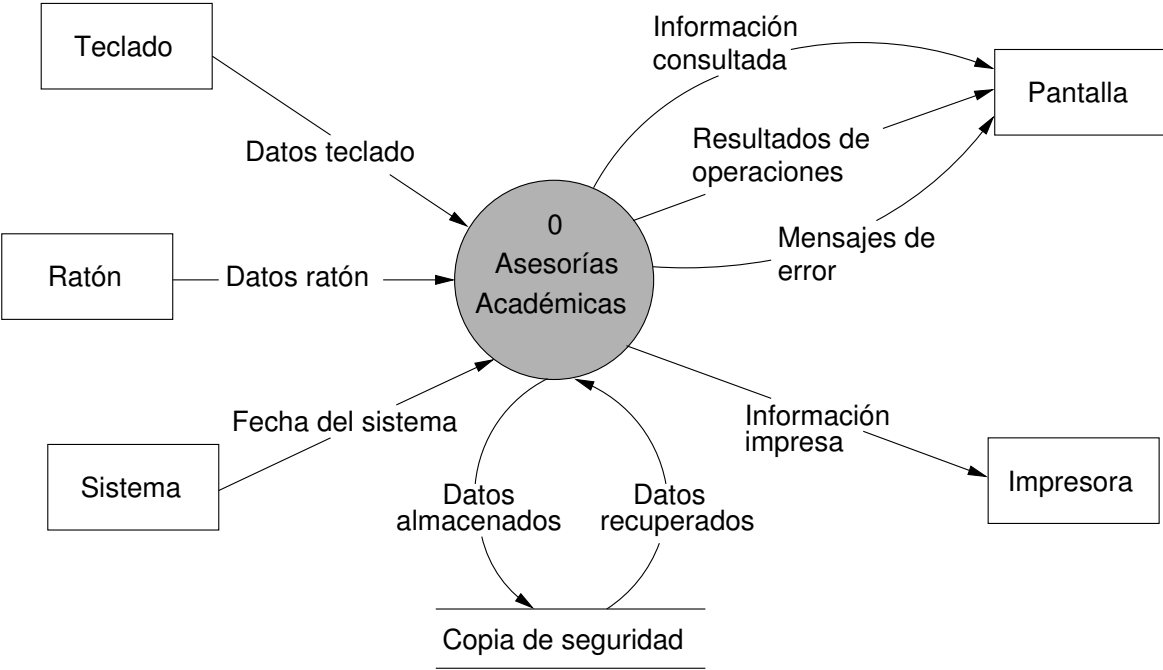 Teclado
Información
consultada
Pantalla
Datos teclado
Resultados de
operaciones
0
Asesorías
Académicas
Mensajes de
error
Ratón
Datos ratón
Fecha del sistema
Información
impresa
Sistema
Impresora
Datos
almacenados
Datos
recuperados
Copia de seguridad